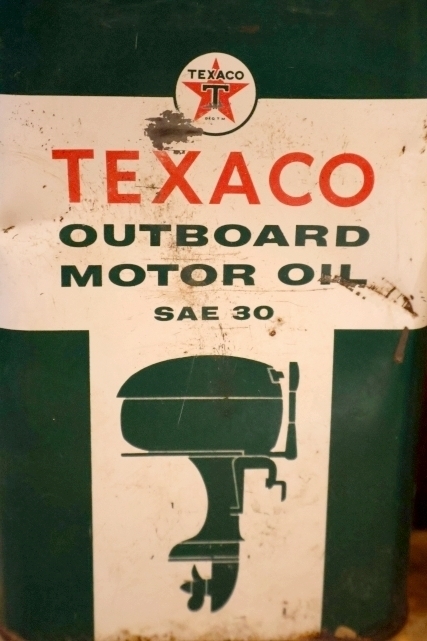 TEXACO
T
TEXACO
OUTBOARD
MOTOR OIL
SAE 30